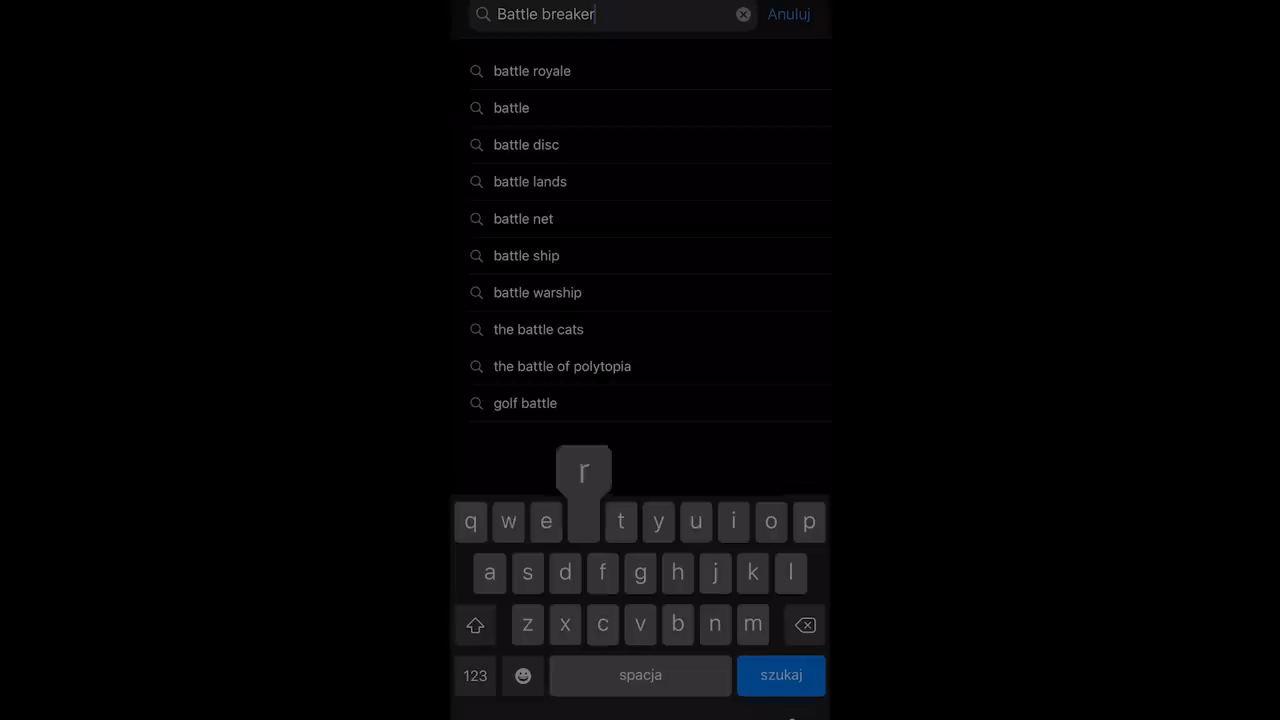 Battle breaker Anuluj
battle royale
battle
battle disc
battle lands
battle net
battle ship
battle warship
the battle cats
the battle of polytopia
golf battle
r
q w e t y u i o p
a s d f g h j k l
z x c v b n m
123 spacja szukaj